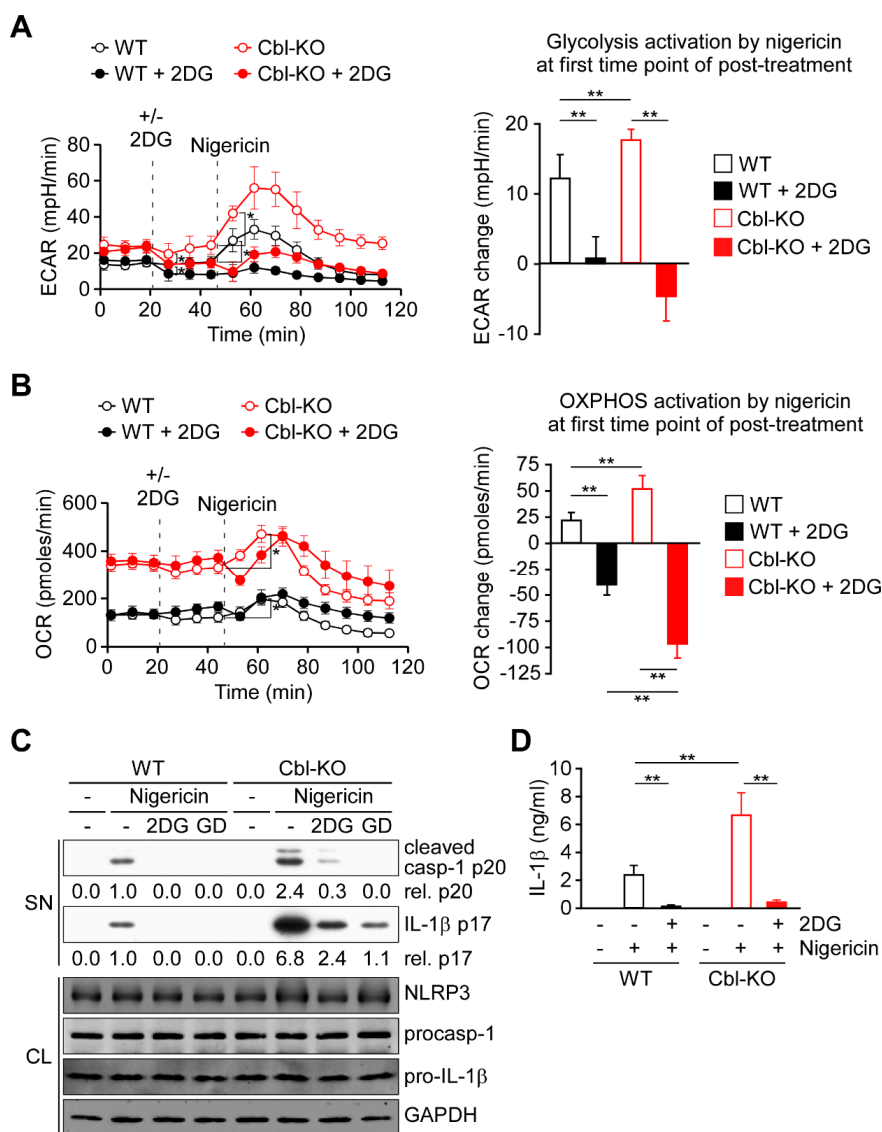 A
WT
Cbl-KO
WT + 2DG
Cbl-KO + 2DG
+/-
2DG
Nigericin
ECAR (mpH/min)
80
60
40
20
0
*
*
*
*
0 20 40 60 80 100 120
Time (min)
Glycolysis activation by nigericin
at first time point of post-treatment
**
**
**
ECAR change (mpH/min)
20
10
0
-10
WT
WT + 2DG
Cbl-KO
Cbl-KO + 2DG
B
WT
Cbl-KO
WT + 2DG
Cbl-KO + 2DG
+/-
2DG
Nigericin
OCR (pmoles/min)
600
400
200
0
*
*
0 20 40 60 80 100 120
Time (min)
OXPHOS activation by nigericin
at first time point of post-treatment
OCR change (pmoles/min)
75
50
25
0
-25
-50
-75
-100
-125
**
**
**
**
WT
WT + 2DG
Cbl-KO
Cbl-KO + 2DG
C
WT Cbl-KO
- Nigericin - Nigericin
- - 2DG GD - - 2DG GD
SN
cleaved
casp-1 p20
0.0 1.0 0.0 0.0 0.0 2.4 0.3 0.0 rel. p20
IL-1β p17
0.0 1.0 0.0 0.0 0.0 6.8 2.4 1.1 rel. p17
CL
NLRP3
procasp-1
pro-IL-1β
GAPDH
D
IL-1β (ng/ml)
10
8
6
4
2
0
**
**
**
- - + - - + 2DG
- + + - + + Nigericin
WT Cbl-KO